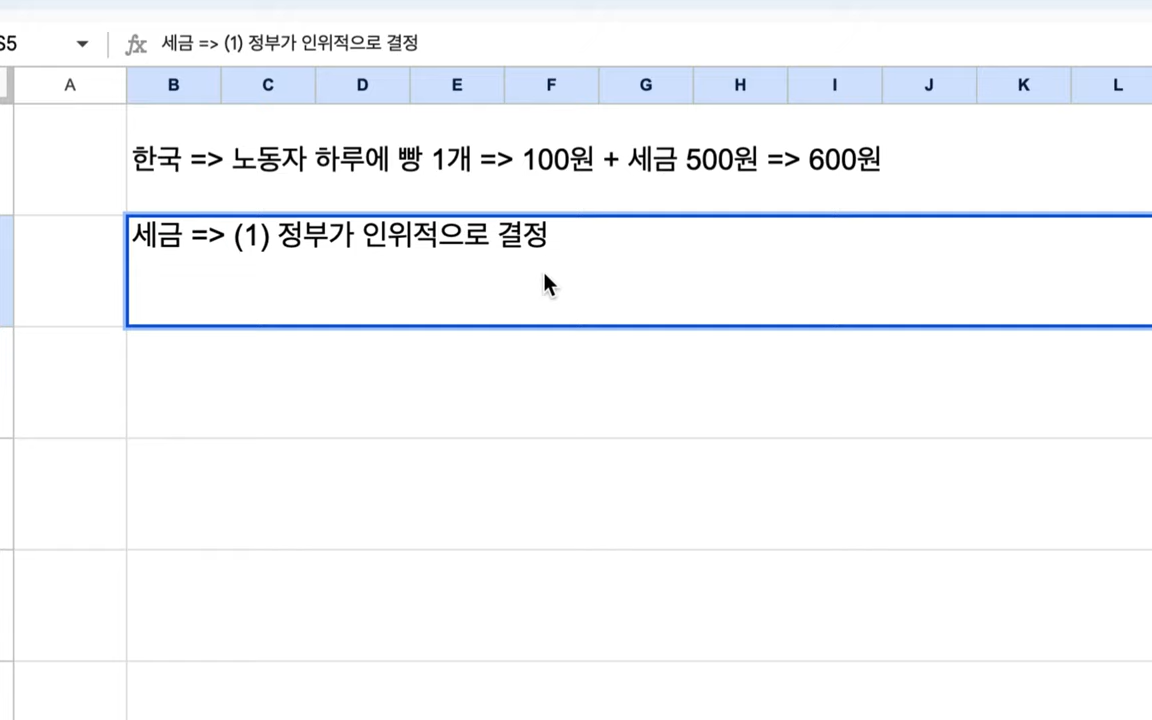 S5
fx 세금 => (1) 정부가 인위적으로 결정
A B C D E F G H I J K L
한국 => 노동자 하루에 빵 1개 => 100원 + 세금 500원 => 600원
세금 => (1) 정부가 인위적으로 결정